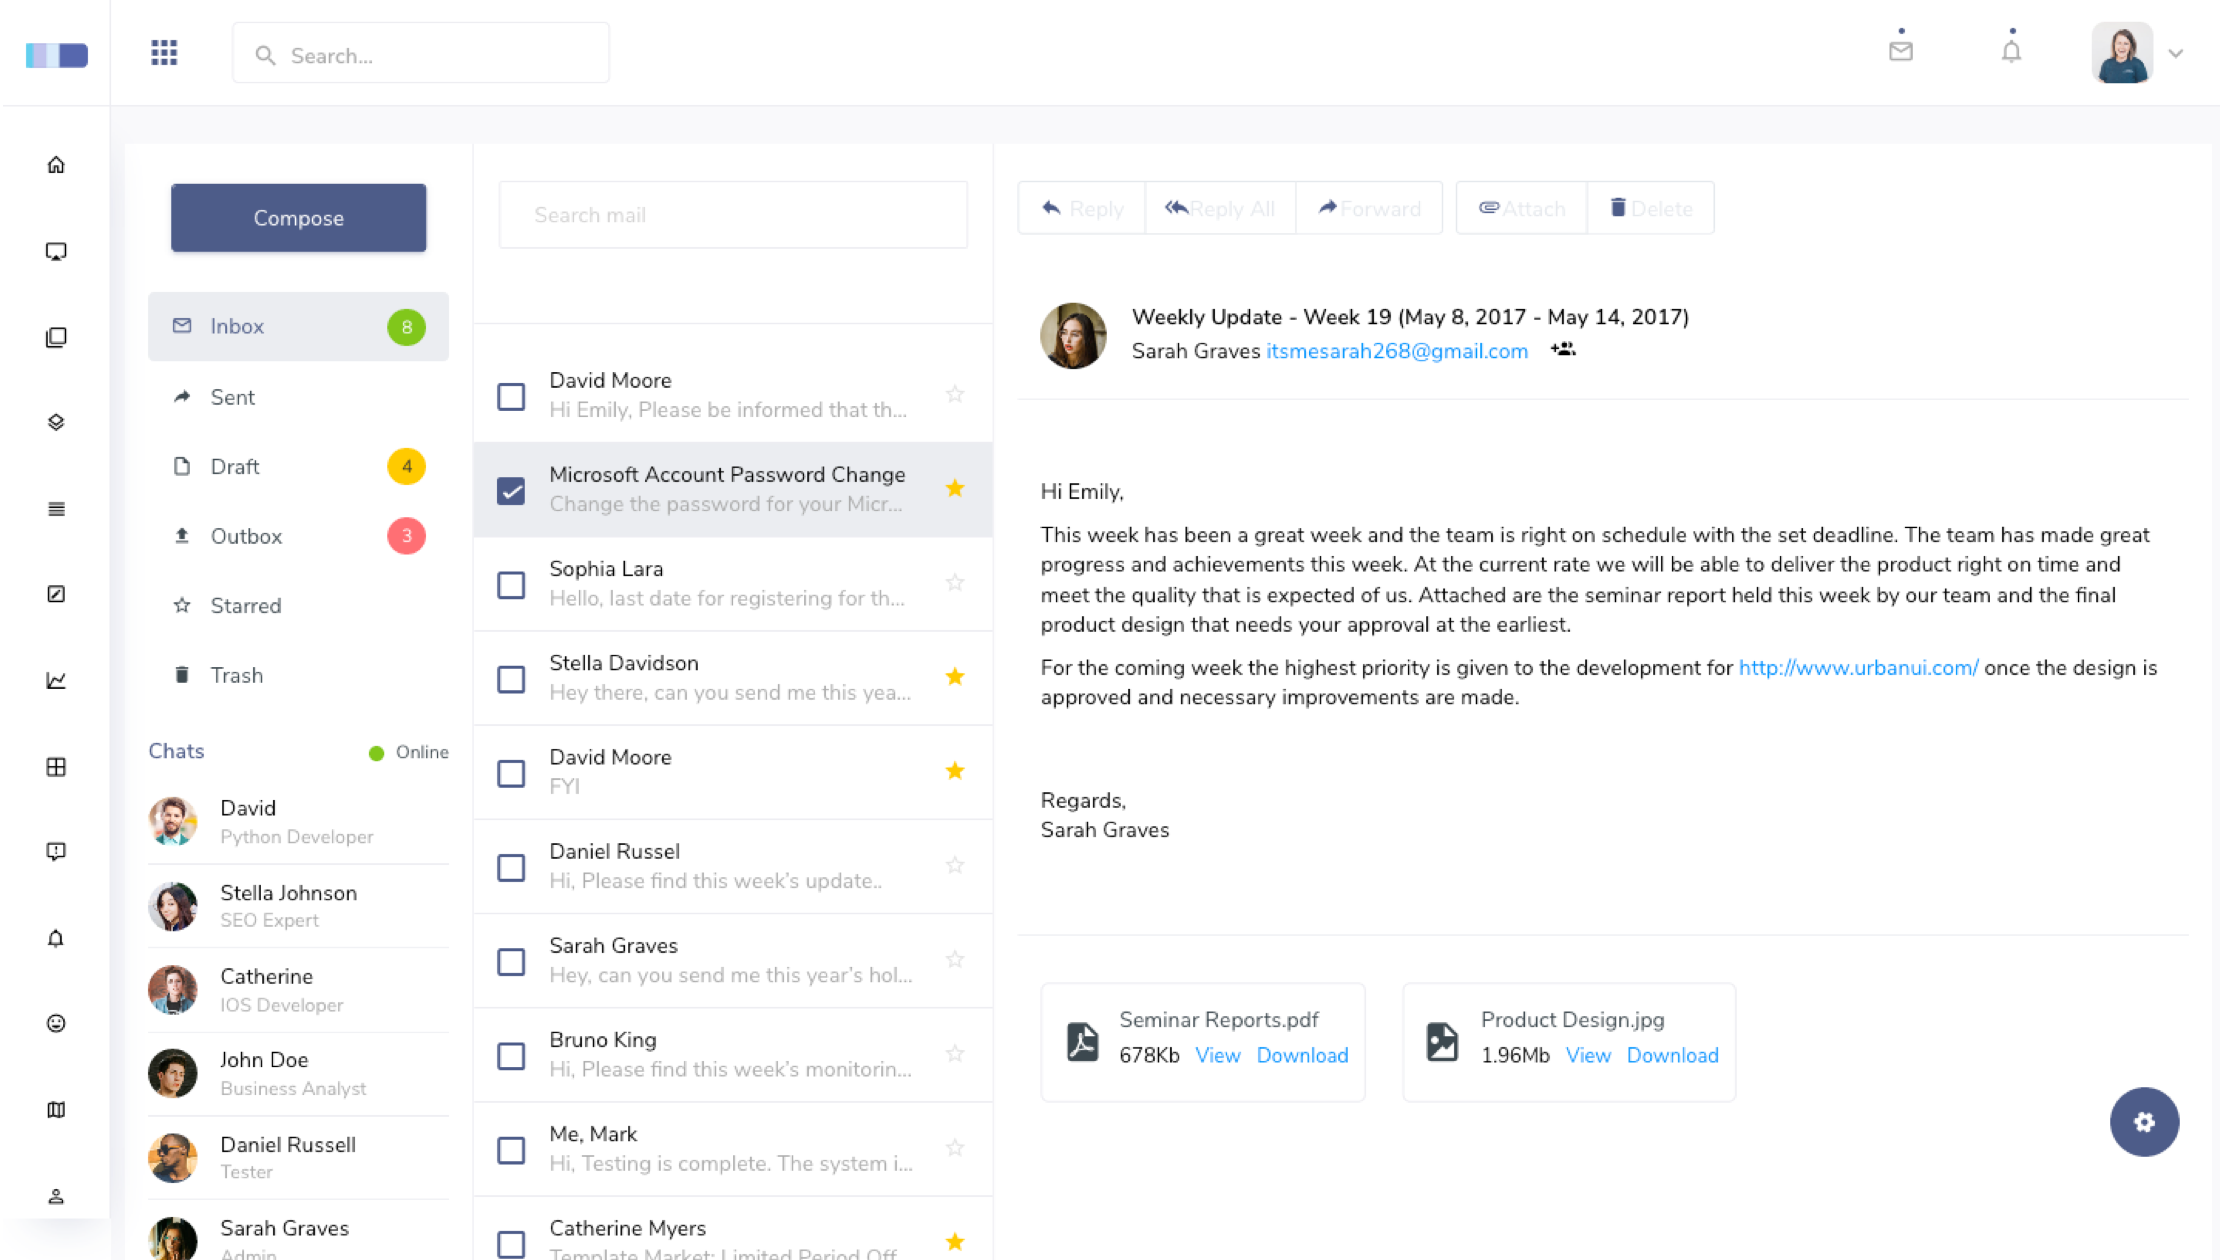 Search...
Compose
Inbox 8
Sent
Draft 4
Outbox 3
Starred
Trash
Chats Online
David
Python Developer
Stella Johnson
SEO Expert
Catherine
IOS Developer
John Doe
Business Analyst
Daniel Russell
Tester
Sarah Graves
Admin
Search mail
David Moore
Hi Emily, Please be informed that th...
Microsoft Account Password Change
Change the password for your Micr...
Sophia Lara
Hello, last date for registering for th...
Stella Davidson
Hey there, can you send me this yea...
David Moore
FYI
Daniel Russel
Hi, Please find this week's update..
Sarah Graves
Hey, can you send me this year's hol...
Bruno King
Hi, Please find this week's monitorin...
Me, Mark
Hi, Testing is complete. The system i...
Catherine Myers
Template Market: Limited Period Off
Reply Reply All Forward Attach Delete
Weekly Update - Week 19 (May 8, 2017 - May 14, 2017)
Sarah Graves itsmesarah268@gmail.com
Hi Emily,
This week has been a great week and the team is right on schedule with the set deadline. The team has made great
progress and achievements this week. At the current rate we will be able to deliver the product right on time and
meet the quality that is expected of us. Attached are the seminar report held this week by our team and the final
product design that needs your approval at the earliest.
For the coming week the highest priority is given to the development for http://www.urbanui.com/ once the design is
approved and necessary improvements are made.
Regards,
Sarah Graves
Seminar Reports.pdf
678Kb View Download
Product Design.jpg
1.96Mb View Download